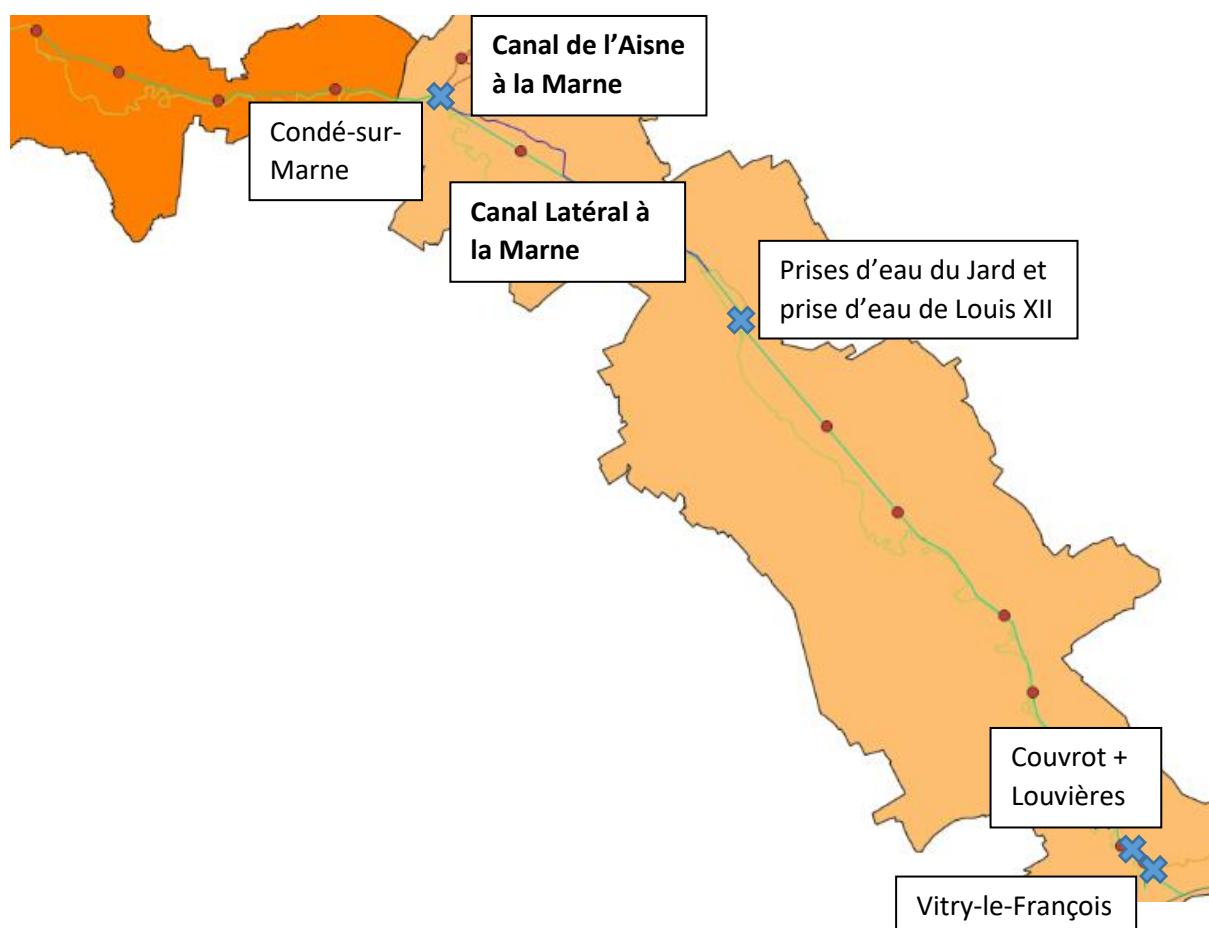 Canal de l’Aisne
à la Marne
Condé-sur-
Marne
Canal Latéral à
la Marne
Prises d’eau du Jard et
prise d’eau de Louis XII
Couvrot +
Louvières
Vitry-le-François